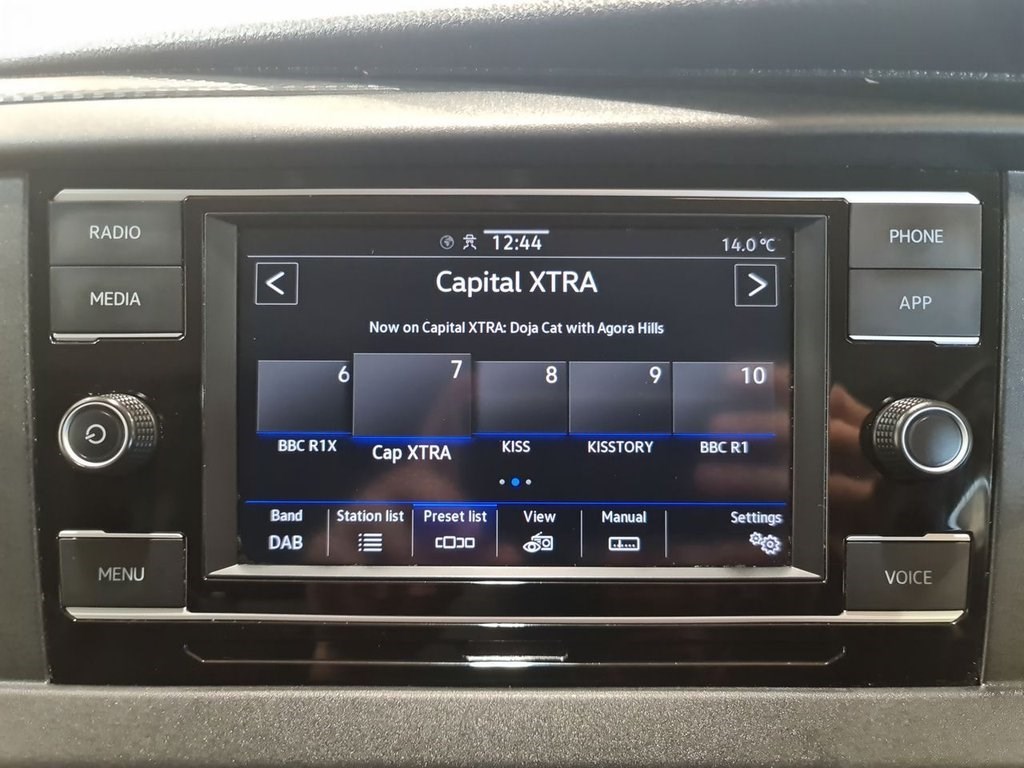 RADIO
MEDIA
MENU
12:44
14.0 °C
<
Capital XTRA
>
Now on Capital XTRA: Doja Cat with Agora Hills
6
7
8
9
10
BBC R1X
Cap XTRA
KISS
KISSTORY
BBC R1
Band
Station list
Preset list
View
Manual
Settings
DAB
PHONE
APP
VOICE